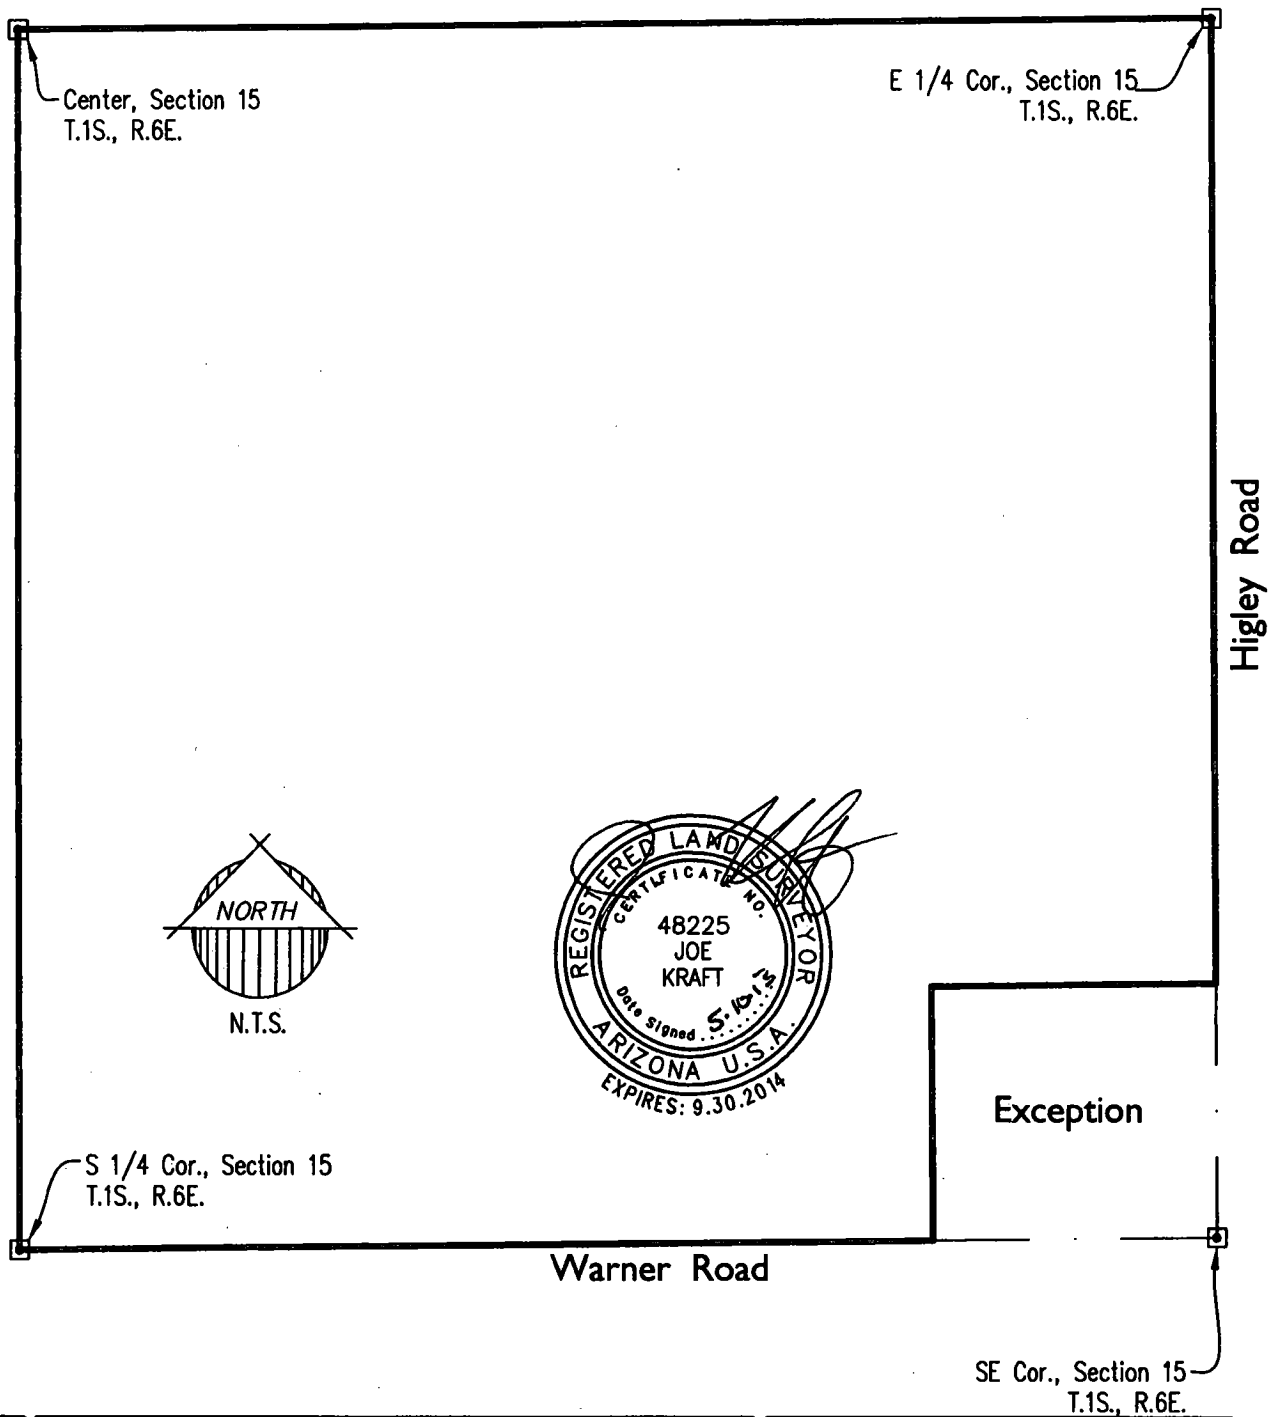 Center, Section 15
T.1S., R.6E.
E 1/4 Cor., Section 15
T.1S., R.6E.
Higley Road
NORTH
N.T.S.
REGISTERED LAND SURVEYOR
CERTIFICATE NO.
48225
JOE
KRAFT
Date Signed
5·10·13
ARIZONA U.S.A.
EXPIRES: 9.30.2014
Exception
S 1/4 Cor., Section 15
T.1S., R.6E.
Warner Road
SE Cor., Section 15
T.1S., R.6E.